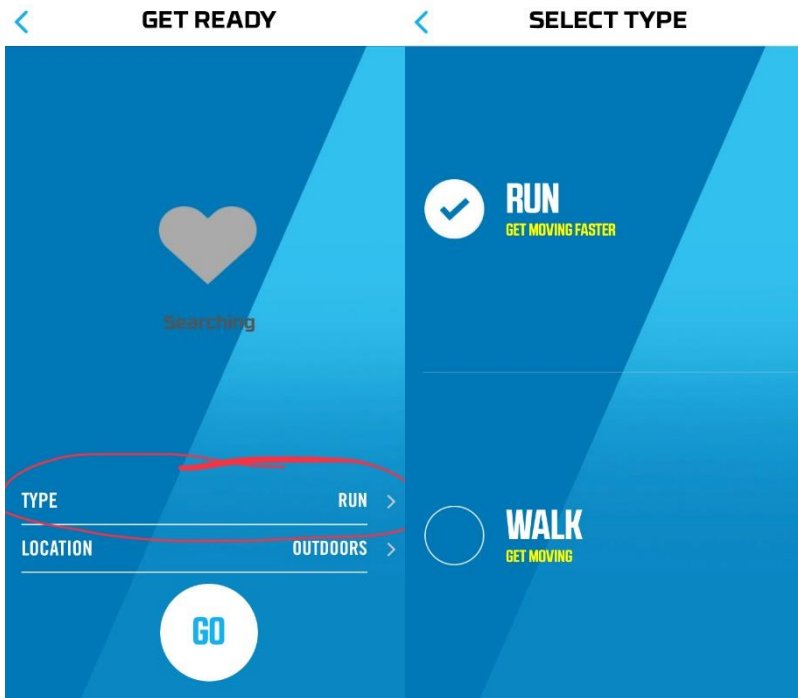 GET READY
Searching
TYPE RUN
LOCATION OUTDOORS
GO
SELECT TYPE
RUN
GET MOVING FASTER
WALK
GET MOVING